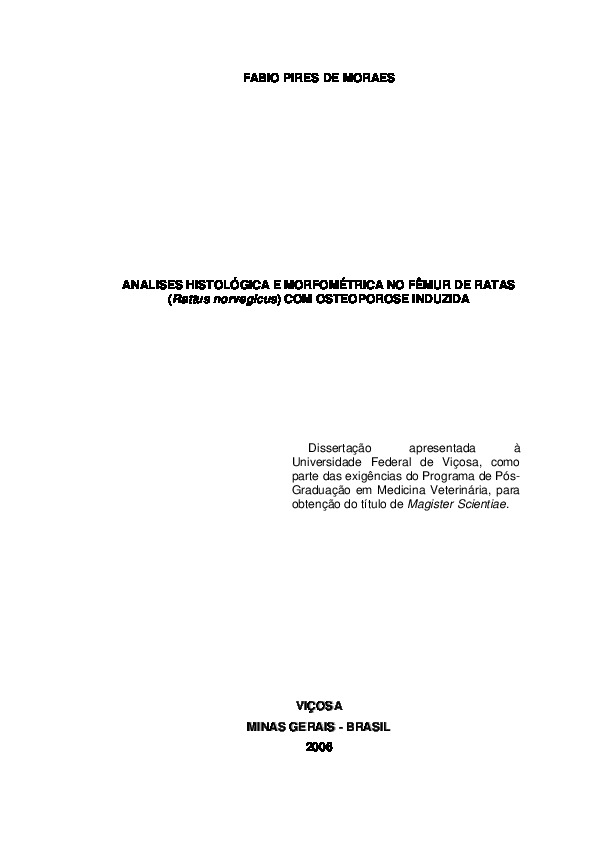 FABIO PIRES DE MORAES
ANALISES HISTOLÓGICA E MORFOMÉTRICA NO FÊMUR DE RATAS
(Rattus norvegicus) COM OSTEOPOROSE INDUZIDA
Dissertação apresentada à
Universidade Federal de Viçosa, como
parte das exigências do Programa de Pós-
Graduação em Medicina Veterinária, para
obtenção do título de Magister Scientiae.
VIÇOSA
MINAS GERAIS - BRASIL
2006